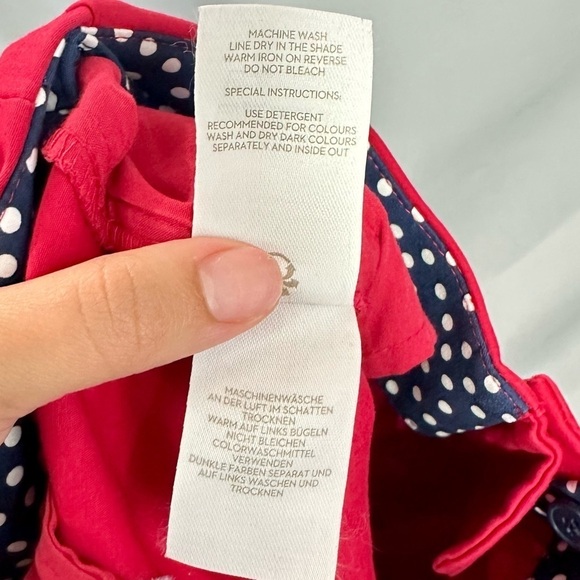 MACHINE WASH
LINE DRY IN THE SHADE
WARM IRON ON REVERSE
DO NOT BLEACH
SPECIAL INSTRUCTIONS:
USE DETERGENT
RECOMMENDED FOR COLOURS
WASH AND DRY DARK COLOURS
SEPARATELY AND INSIDE OUT
MASCHINENWÄSCHE
AN DER LUFT IM SCHATTEN
TROCKNEN
WARM AUF LINKS BÜGELN
NICHT BLEICHEN
COLORWASCHMITTEL
VERWENDEN
DUNKLE FARBEN SEPARAT UND
AUF LINKS WASCHEN UND
TROCKNEN